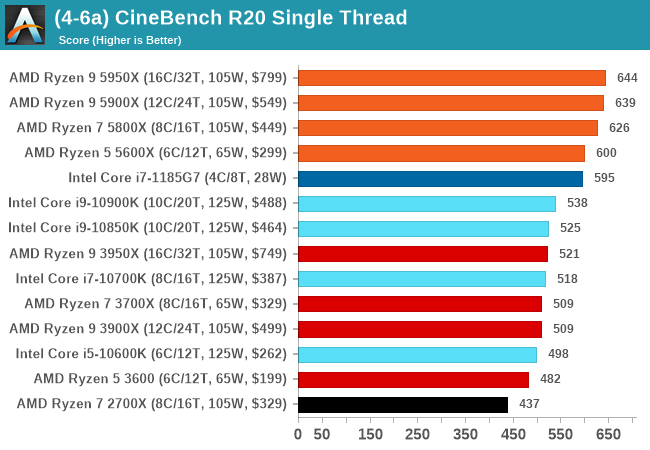 (4-6a) CineBench R20 Single Thread
Score (Higher is Better)
AMD Ryzen 9 5950X (16C/32T, 105W, $799) 644
AMD Ryzen 9 5900X (12C/24T, 105W, $549) 639
AMD Ryzen 7 5800X (8C/16T, 105W, $449) 626
AMD Ryzen 5 5600X (6C/12T, 65W, $299) 600
Intel Core i7-1185G7 (4C/8T, 28W) 595
Intel Core i9-10900K (10C/20T, 125W, $488) 538
Intel Core i9-10850K (10C/20T, 125W, $464) 525
AMD Ryzen 9 3950X (16C/32T, 105W, $749) 521
Intel Core i7-10700K (8C/16T, 125W, $387) 518
AMD Ryzen 7 3700X (8C/16T, 65W, $329) 509
AMD Ryzen 9 3900X (12C/24T, 105W, $499) 509
Intel Core i5-10600K (6C/12T, 125W, $262) 498
AMD Ryzen 5 3600 (6C/12T, 65W, $199) 482
AMD Ryzen 7 2700X (8C/16T, 105W, $329) 437
0 50 150 250 350 450 550 650